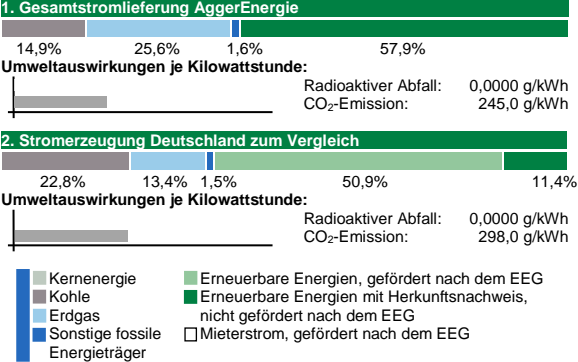 1. Gesamtstromlieferung AggerEnergie
14,9% 25,6% 1,6% 57,9%
Umweltauswirkungen je Kilowattstunde:
Radioaktiver Abfall: 0,0000 g/kWh
CO₂-Emission: 245,0 g/kWh
2. Stromerzeugung Deutschland zum Vergleich
22,8% 13,4% 1,5% 50,9% 11,4%
Umweltauswirkungen je Kilowattstunde:
Radioaktiver Abfall: 0,0000 g/kWh
CO₂-Emission: 298,0 g/kWh
Kernenergie
Kohle
Erdgas
Sonstige fossile
Energieträger
Erneuerbare Energien, gefördert nach dem EEG
Erneuerbare Energien mit Herkunftsnachweis,
nicht gefördert nach dem EEG
Mieterstrom, gefördert nach dem EEG